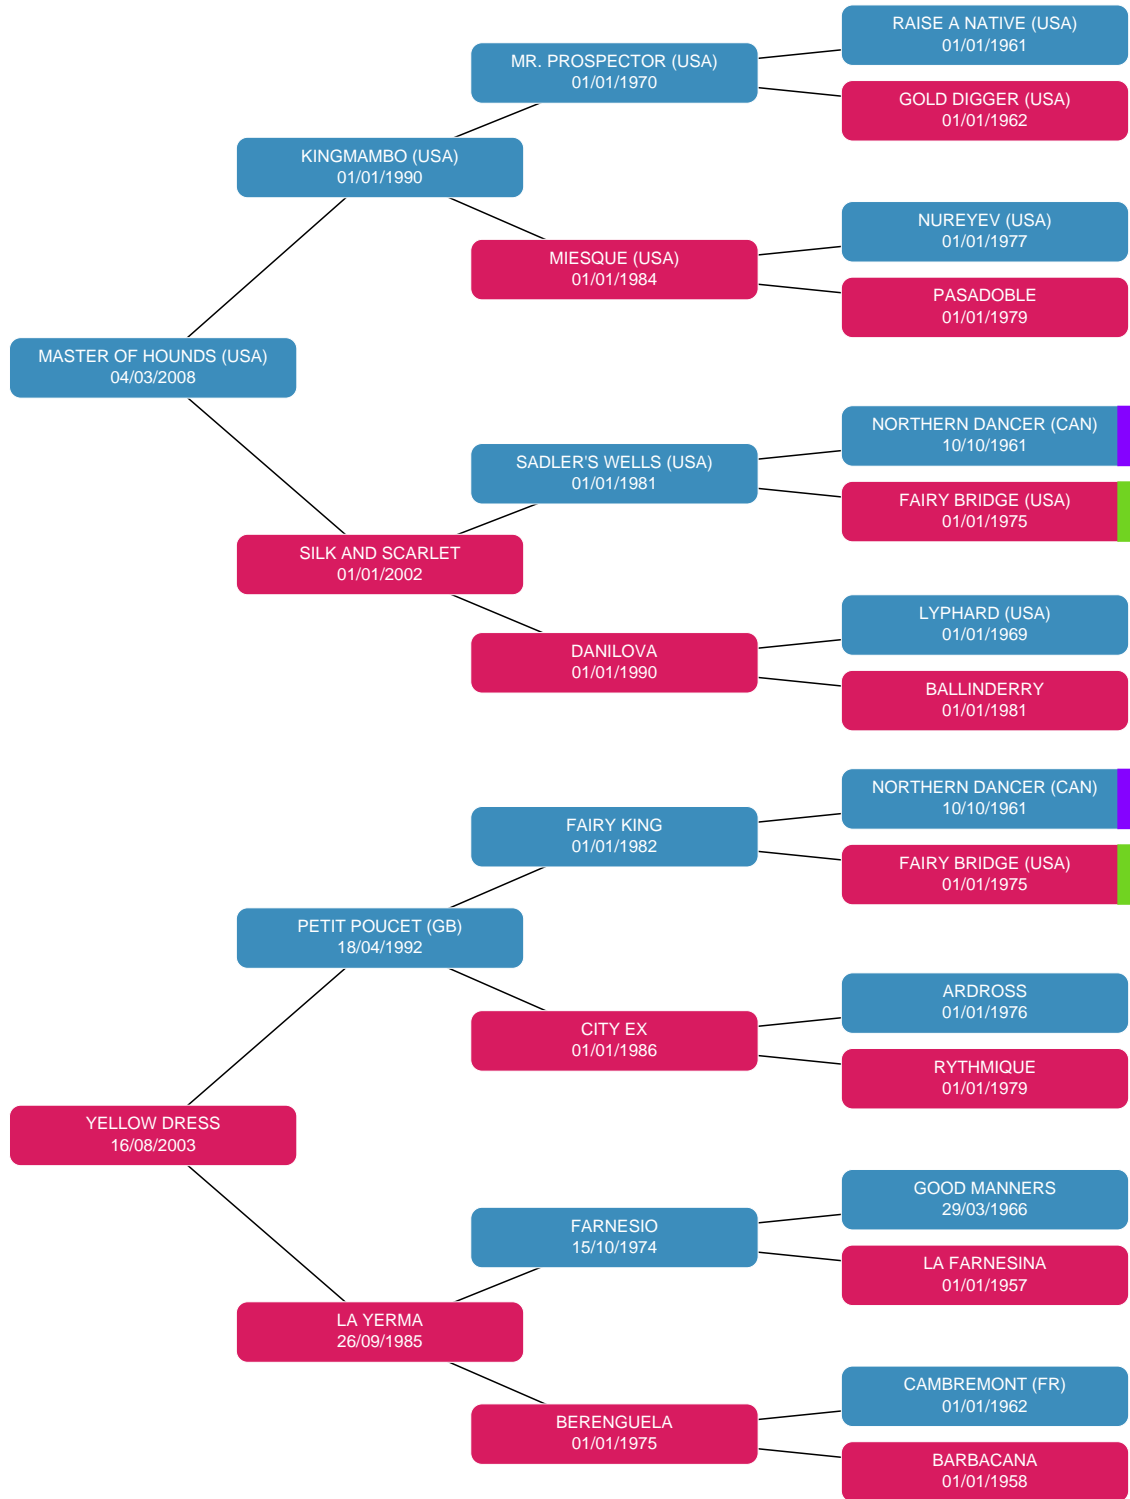 RAISE A NATIVE (USA)
01/01/1961
MR. PROSPECTOR (USA)
01/01/1970
GOLD DIGGER (USA)
01/01/1962
KINGMAMBO (USA)
01/01/1990
NUREYEV (USA)
01/01/1977
MIESQUE (USA)
01/01/1984
PASADOBLE
01/01/1979
MASTER OF HOUNDS (USA)
04/03/2008
NORTHERN DANCER (CAN)
10/10/1961
SADLER'S WELLS (USA)
01/01/1981
FAIRY BRIDGE (USA)
01/01/1975
SILK AND SCARLET
01/01/2002
LYPHARD (USA)
01/01/1969
DANILOVA
01/01/1990
BALLINDERRY
01/01/1981
NORTHERN DANCER (CAN)
10/10/1961
FAIRY KING
01/01/1982
FAIRY BRIDGE (USA)
01/01/1975
PETIT POUCET (GB)
18/04/1992
ARDROSS
01/01/1976
CITY EX
01/01/1986
RYTHMIQUE
01/01/1979
YELLOW DRESS
16/08/2003
GOOD MANNERS
29/03/1966
FARNESIO
15/10/1974
LA FARNESINA
01/01/1957
LA YERMA
26/09/1985
CAMBREMONT (FR)
01/01/1962
BERENGUELA
01/01/1975
BARBACANA
01/01/1958